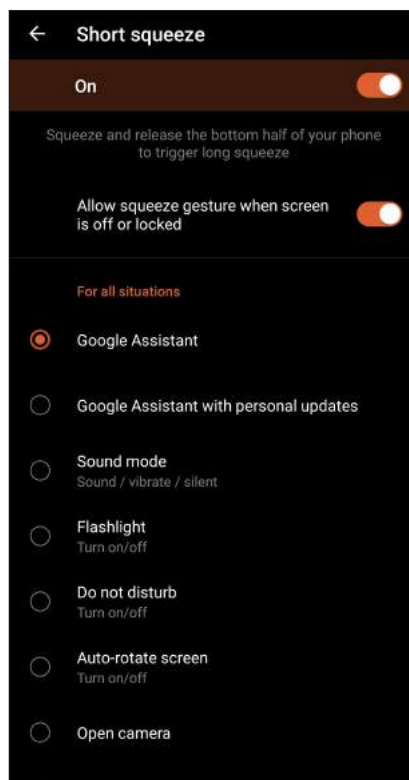 Short squeeze
On
Squeeze and release the bottom half of your phone
to trigger long squeeze
Allow squeeze gesture when screen
is off or locked
For all situations
Google Assistant
Google Assistant with personal updates
Sound mode
Sound / vibrate / silent
Flashlight
Turn on/off
Do not disturb
Turn on/off
Auto-rotate screen
Turn on/off
Open camera